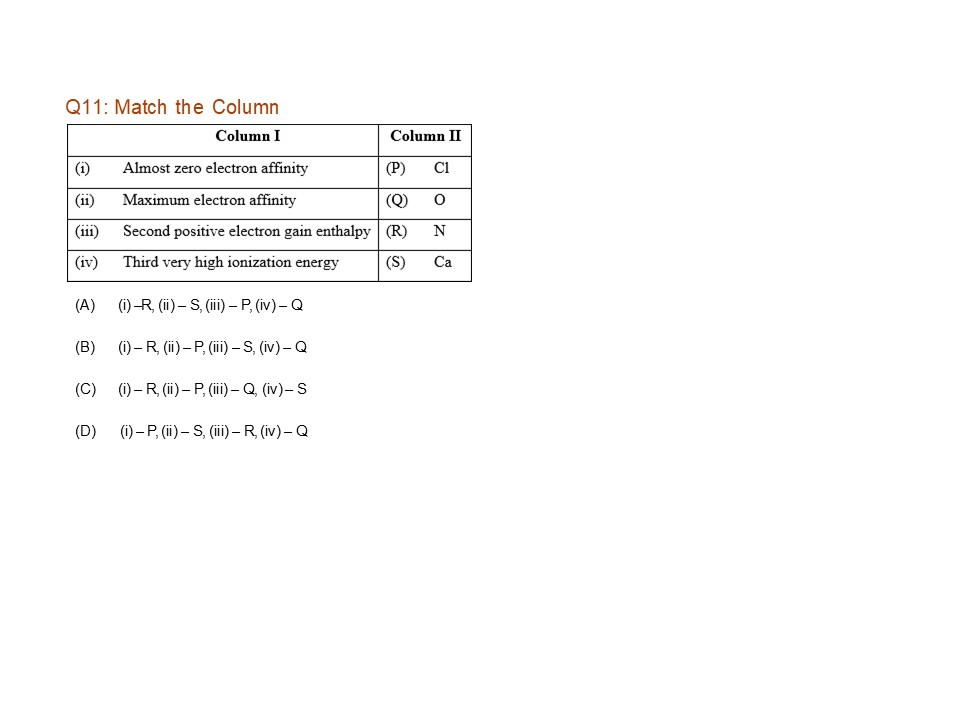 Q11: Match the Column
Column I Column II
(i) Almost zero electron affinity (P) Cl
(ii) Maximum electron affinity (Q) O
(iii) Second positive electron gain enthalpy (R) N
(iv) Third very high ionization energy (S) Ca
(A) (i) –R, (ii) – S, (iii) – P, (iv) – Q
(B) (i) – R, (ii) – P, (iii) – S, (iv) – Q
(C) (i) – R, (ii) – P, (iii) – Q, (iv) – S
(D) (i) – P, (ii) – S, (iii) – R, (iv) – Q